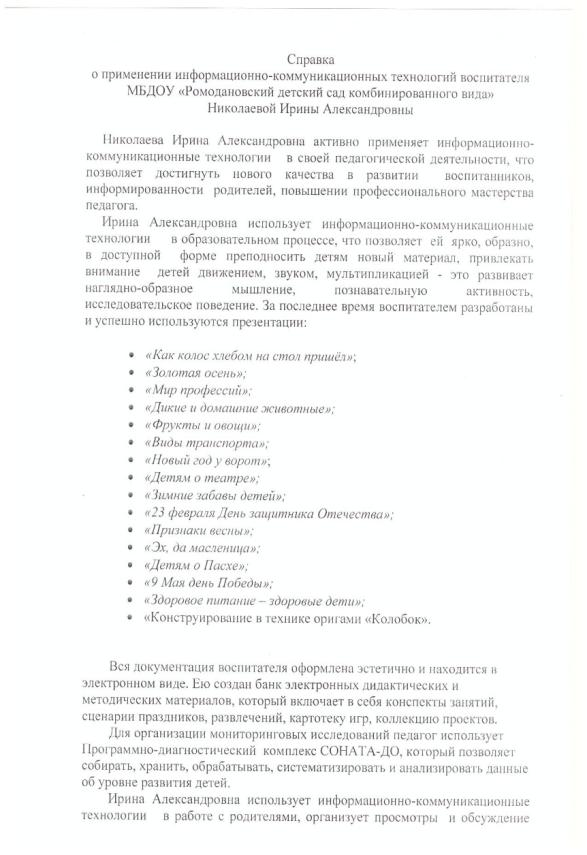 Справка
о применении информационно-коммуникационных технологий воспитателя
МБДОУ «Ромодановский детский сад комбинированного вида»
Николаевой Ирины Александровны
Николаева Ирина Александровна активно применяет информационно-
коммуникационные технологии в своей педагогической деятельности, что
позволяет достигнуть нового качества в развитии воспитанников,
информированности родителей, повышении профессионального мастерства
педагога.
Ирина Александровна использует информационно-коммуникационные
технологии в образовательном процессе, что позволяет ей ярко, образно,
в доступной форме преподносить детям новый материал, привлекать
внимание детей движением, звуком, мультипликацией - это развивает
наглядно-образное мышление, познавательную активность,
исследовательское поведение. За последнее время воспитателем разработаны
и успешно используются презентации:
• «Как колос хлебом на стол пришёл»;
• «Золотая осень»;
• «Мир профессий»;
• «Дикие и домашние животные»;
• «Фрукты и овощи»;
• «Виды транспорта»;
• «Новый год у ворот»;
• «Детям о театре»;
• «Зимние забавы детей»;
• «23 февраля День защитника Отечества»;
• «Признаки весны»;
• «Эх, да масленица»;
• «Детям о Пасхе»;
• «9 Мая день Победы»;
• «Здоровое питание – здоровые дети»;
• «Конструирование в технике оригами «Колобок».
Вся документация воспитателя оформлена эстетично и находится в
электронном виде. Ею создан банк электронных дидактических и
методических материалов, который включает в себя конспекты занятий,
сценарии праздников, развлечений, картотеку игр, коллекцию проектов.
Для организации мониторинговых исследований педагог использует
Программно-диагностический комплекс СОНАТА-ДО, который позволяет
собирать, хранить, обрабатывать, систематизировать и анализировать данные
об уровне развития детей.
Ирина Александровна использует информационно-коммуникационные
технологии в работе с родителями, организует просмотры и обсуждение